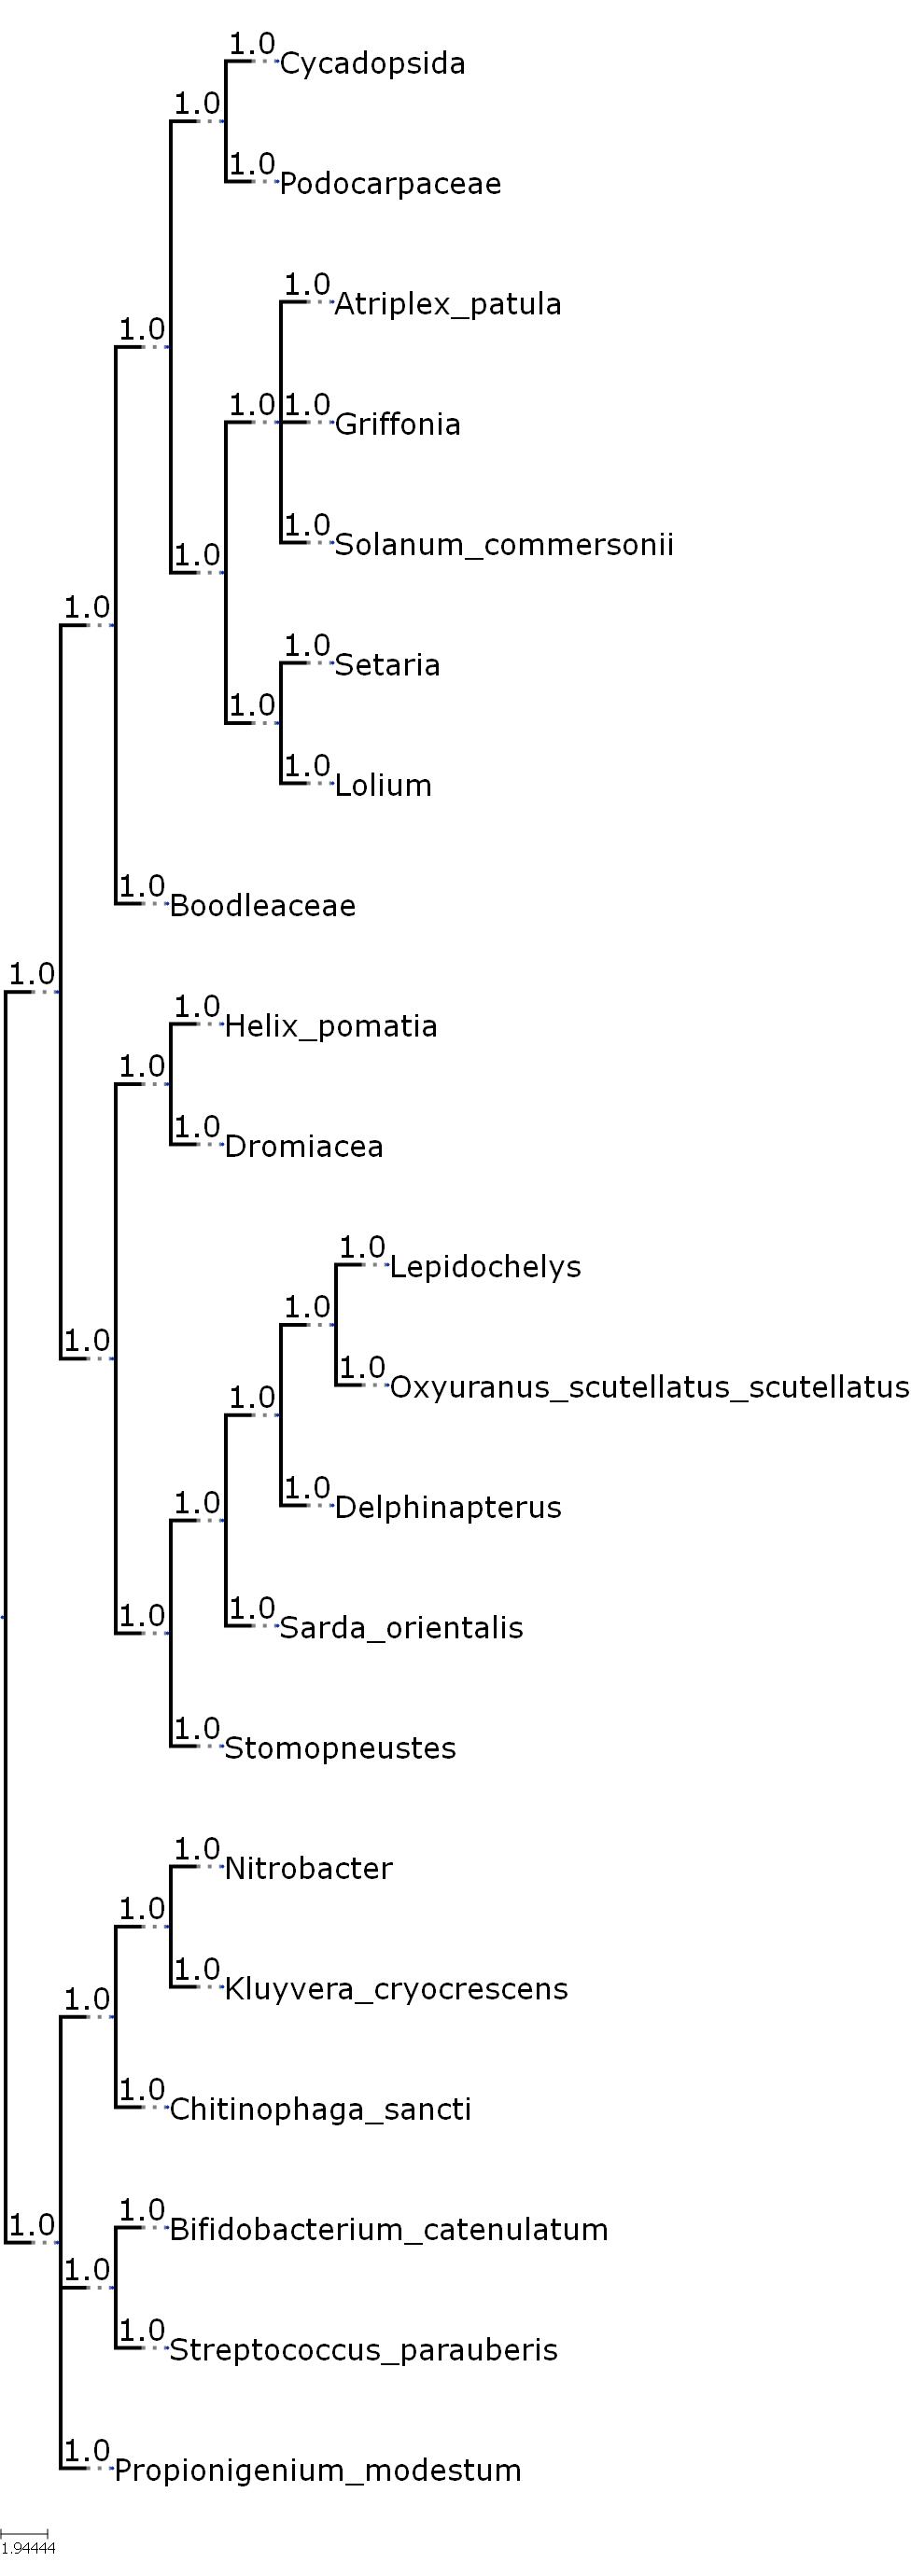 1.0
Cycadopsida
1.0
1.0
Podocarpaceae
1.0
Atriplex_patula
1.0
1.0 1.0
Griffonia
1.0
Solanum_commersonii
1.0
1.0
1.0
Setaria
1.0
1.0
Lolium
1.0
Boodleaceae
1.0
1.0
Helix_pomatia
1.0
1.0
Dromiacea
1.0
Lepidochelys
1.0
1.0
1.0
Oxyuranus_scutellatus_scutellatus
1.0
1.0
Delphinapterus
1.0
1.0
1.0
Sarda_orientalis
1.0
Stomopneustes
1.0
Nitrobacter
1.0
1.0
Kluyvera_cryocrescens
1.0
1.0
Chitinophaga_sancti
1.0
1.0
Bifidobacterium_catenulatum
1.0
1.0
Streptococcus_parauberis
1.0
Propionigenium_modestum
1.94444